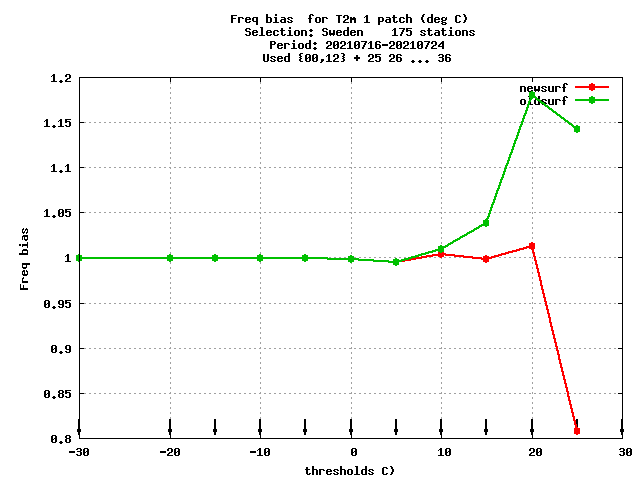 Freq bias  for T2m 1 patch (deg C)
Selection: Sweden    175 stations
Period: 20210716-20210724
Used {00,12} + 25 26 ... 36
1.2
newsurf
oldsurf
1.15
1.1
1.05
1
0.95
0.9
0.85
0.8
Freq bias
-30 -20 -10 0 10 20 30
thresholds C)